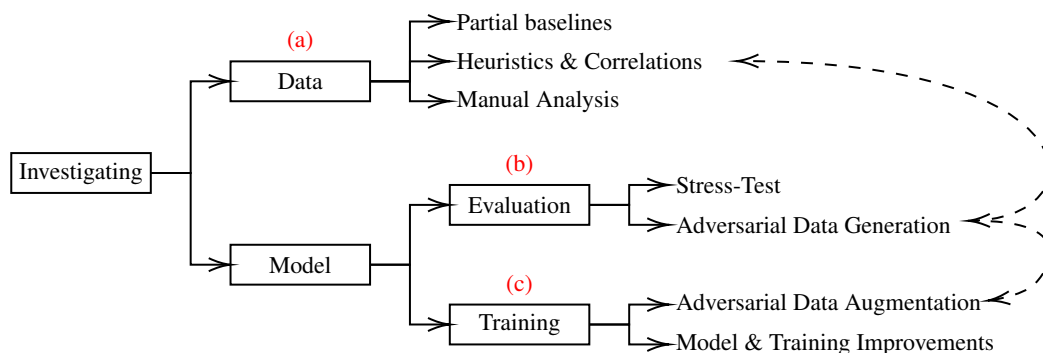 Partial baselines
(a)
Heuristics & Correlations
Data
Manual Analysis
Investigating
(b)
Stress-Test
Evaluation
Adversarial Data Generation
Model
(c)
Adversarial Data Augmentation
Training
Model & Training Improvements